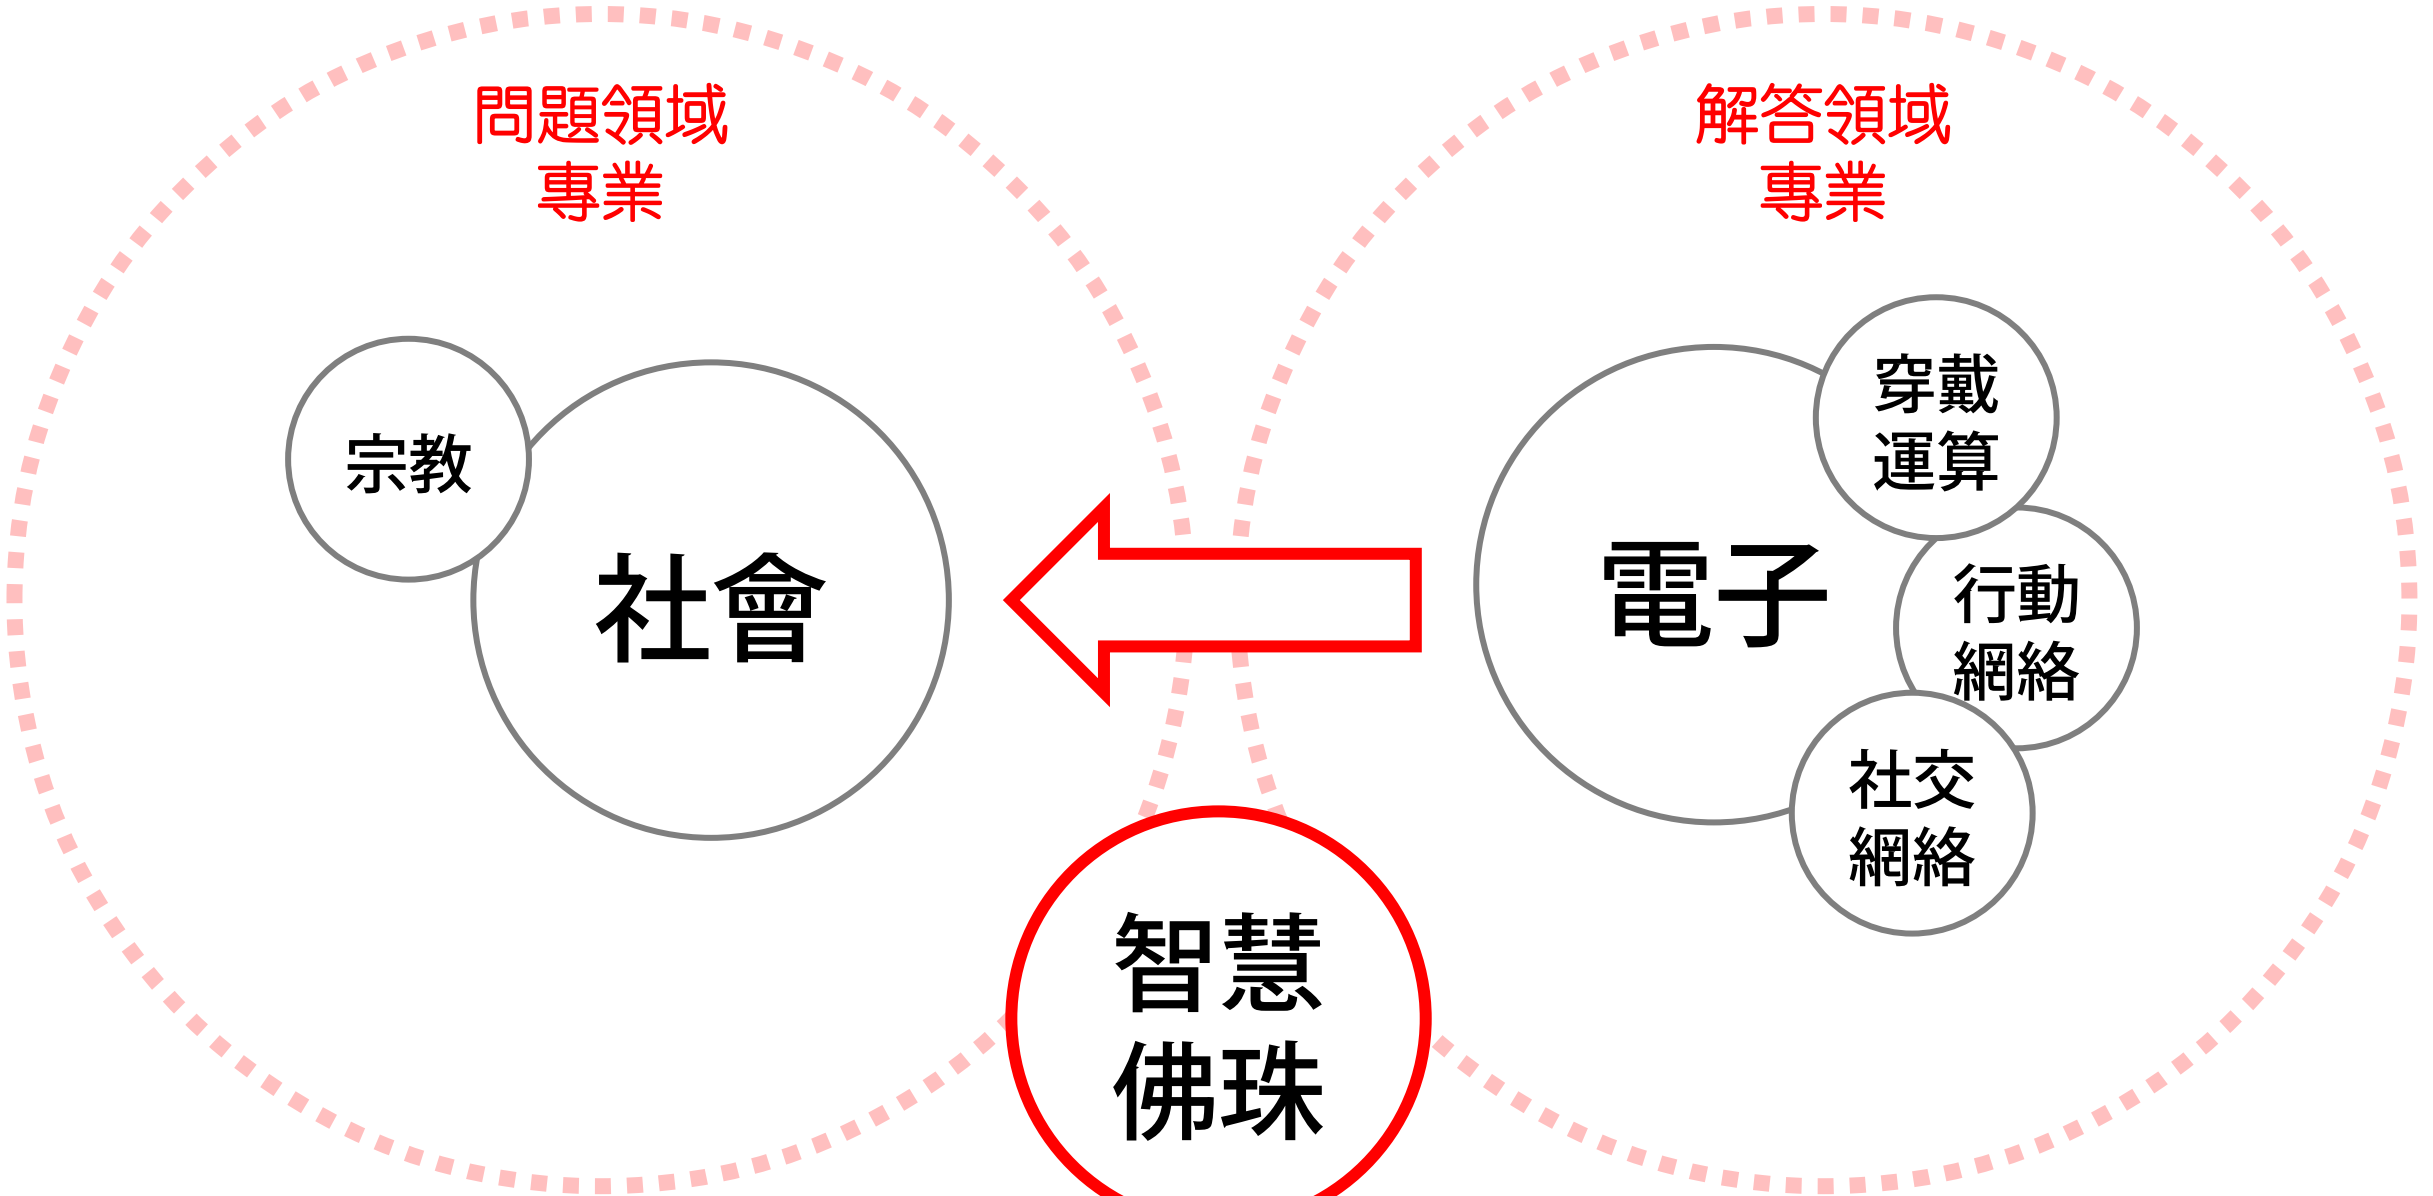 問題領域
專業
宗教
社會
解答領域
專業
電子
穿戴
運算
行動
網絡
社交
網絡
智慧
佛珠